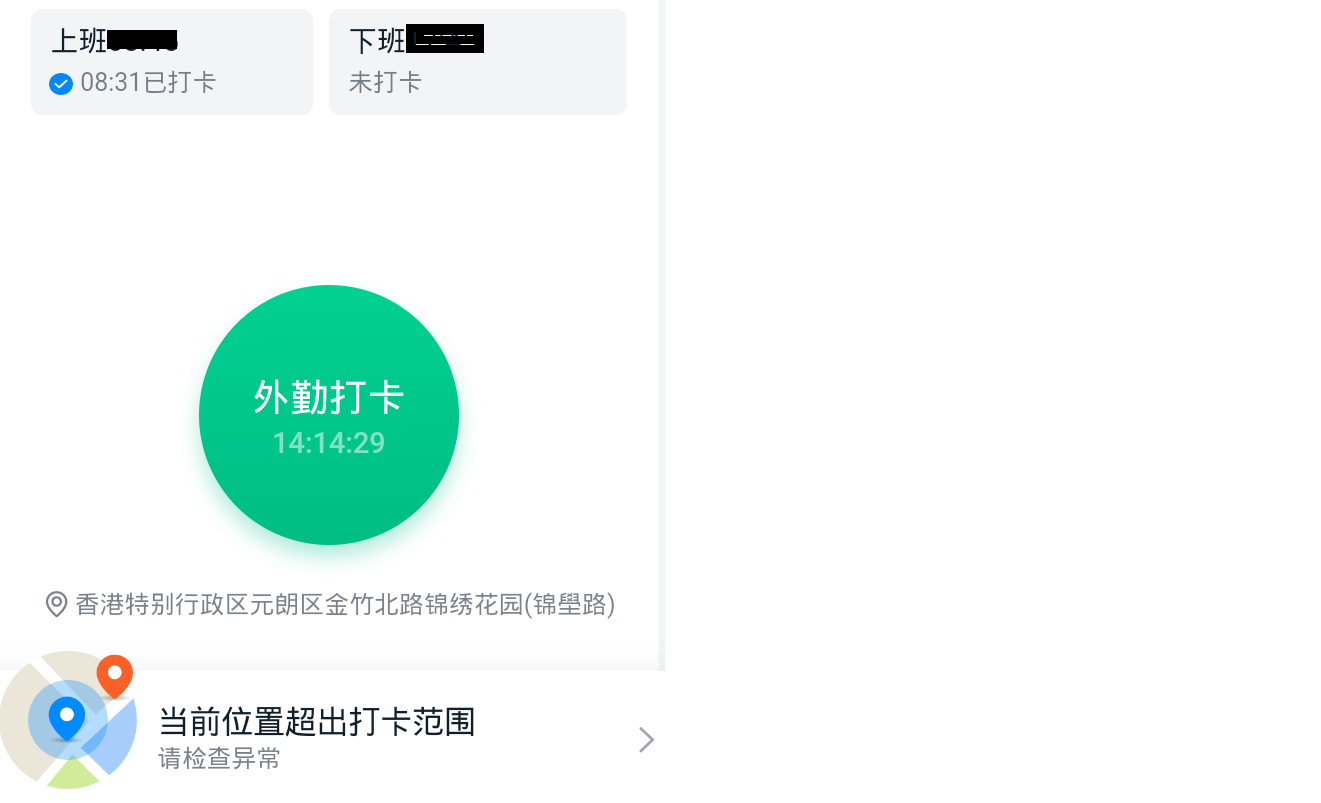 上班
下班
08:31已打卡
未打卡
外勤打卡
14:14:29
香港特别行政区元朗区金竹北路锦绣花园(锦壆路)
当前位置超出打卡范围
请检查异常